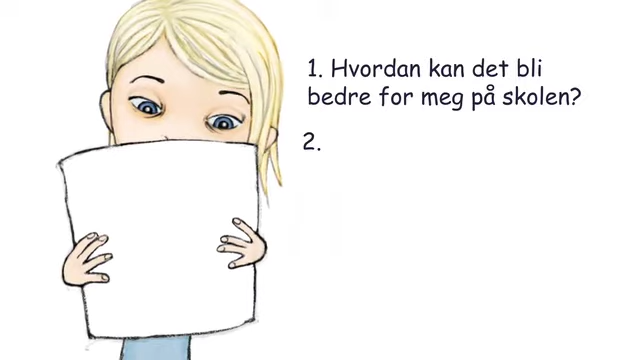 1. Hvordan kan det bli
bedre for meg på skolen?
2.